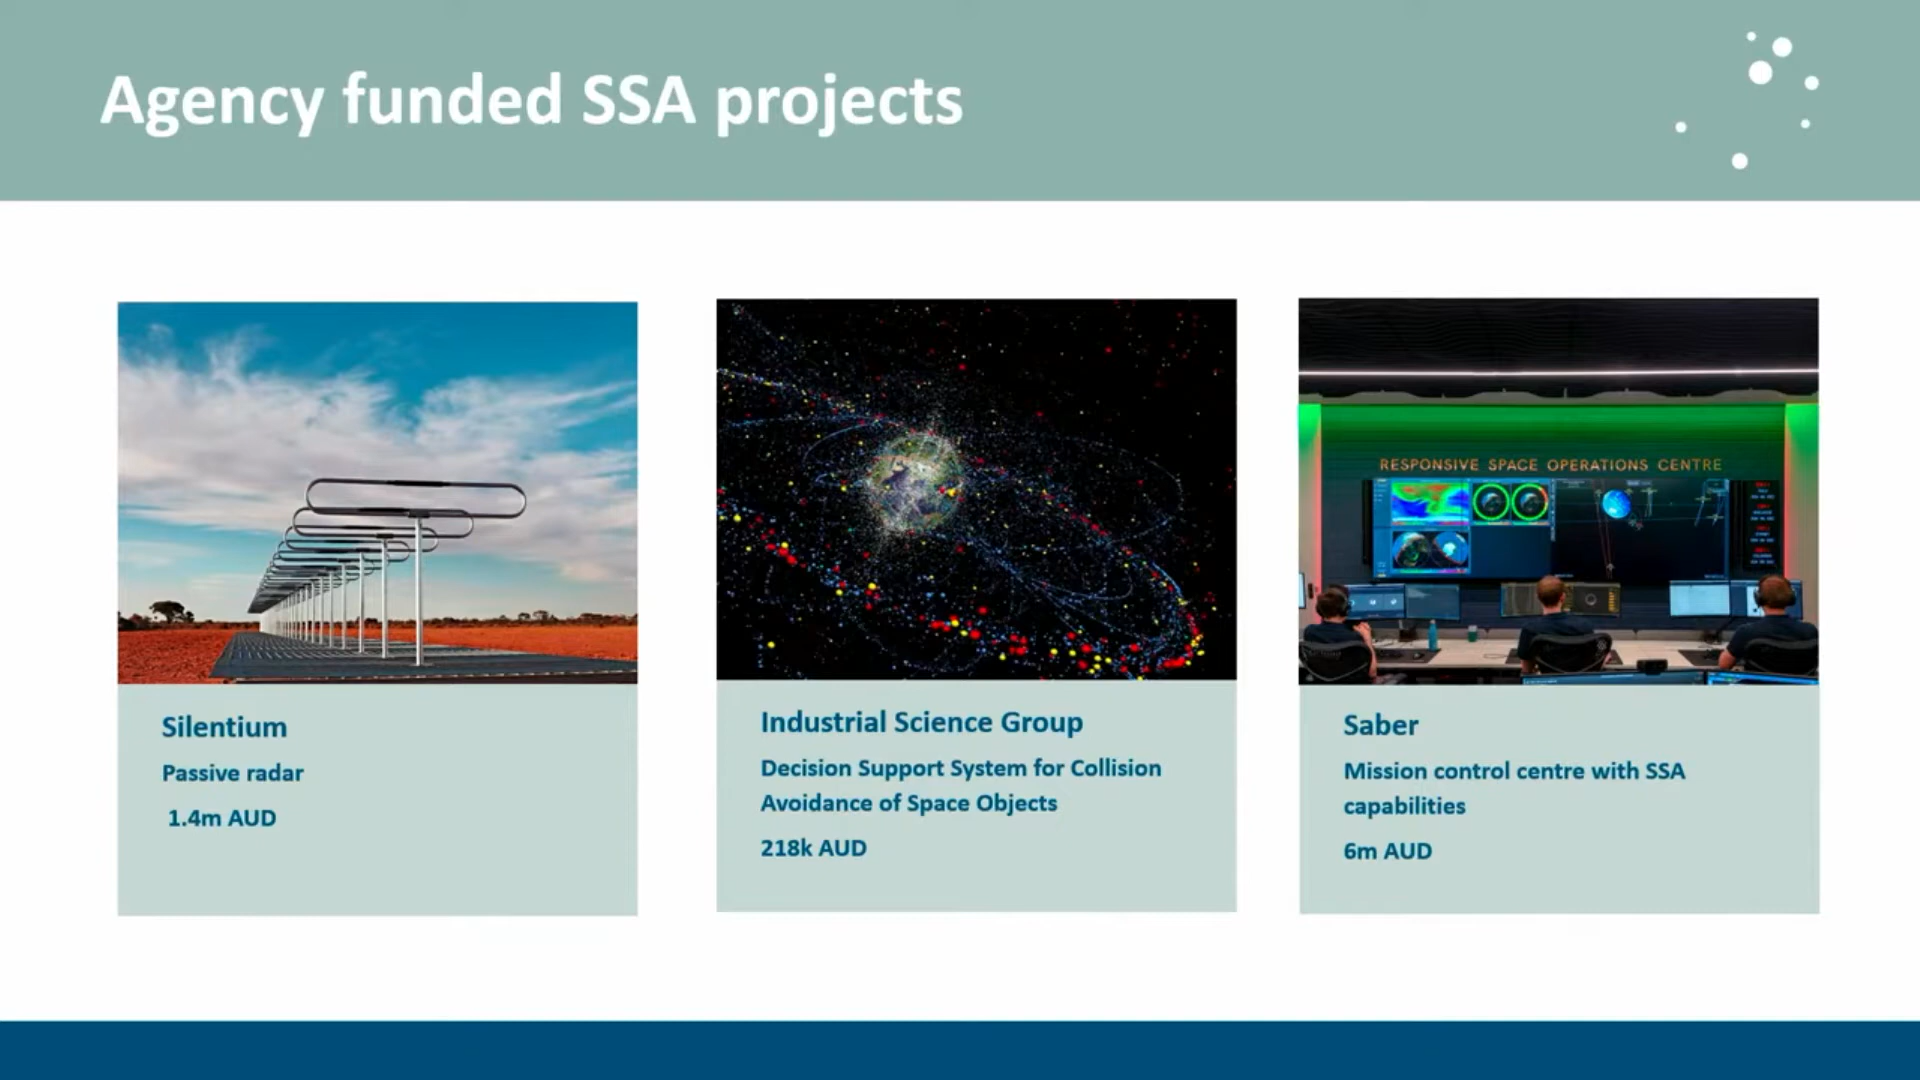 Agency funded SSA projects
RESPONSIVE SPACE OPERATIONS CENTRE
Silentium
Passive radar
1.4m AUD
Industrial Science Group
Decision Support System for Collision
Avoidance of Space Objects
218k AUD
Saber
Mission control centre with SSA
capabilities
6m AUD